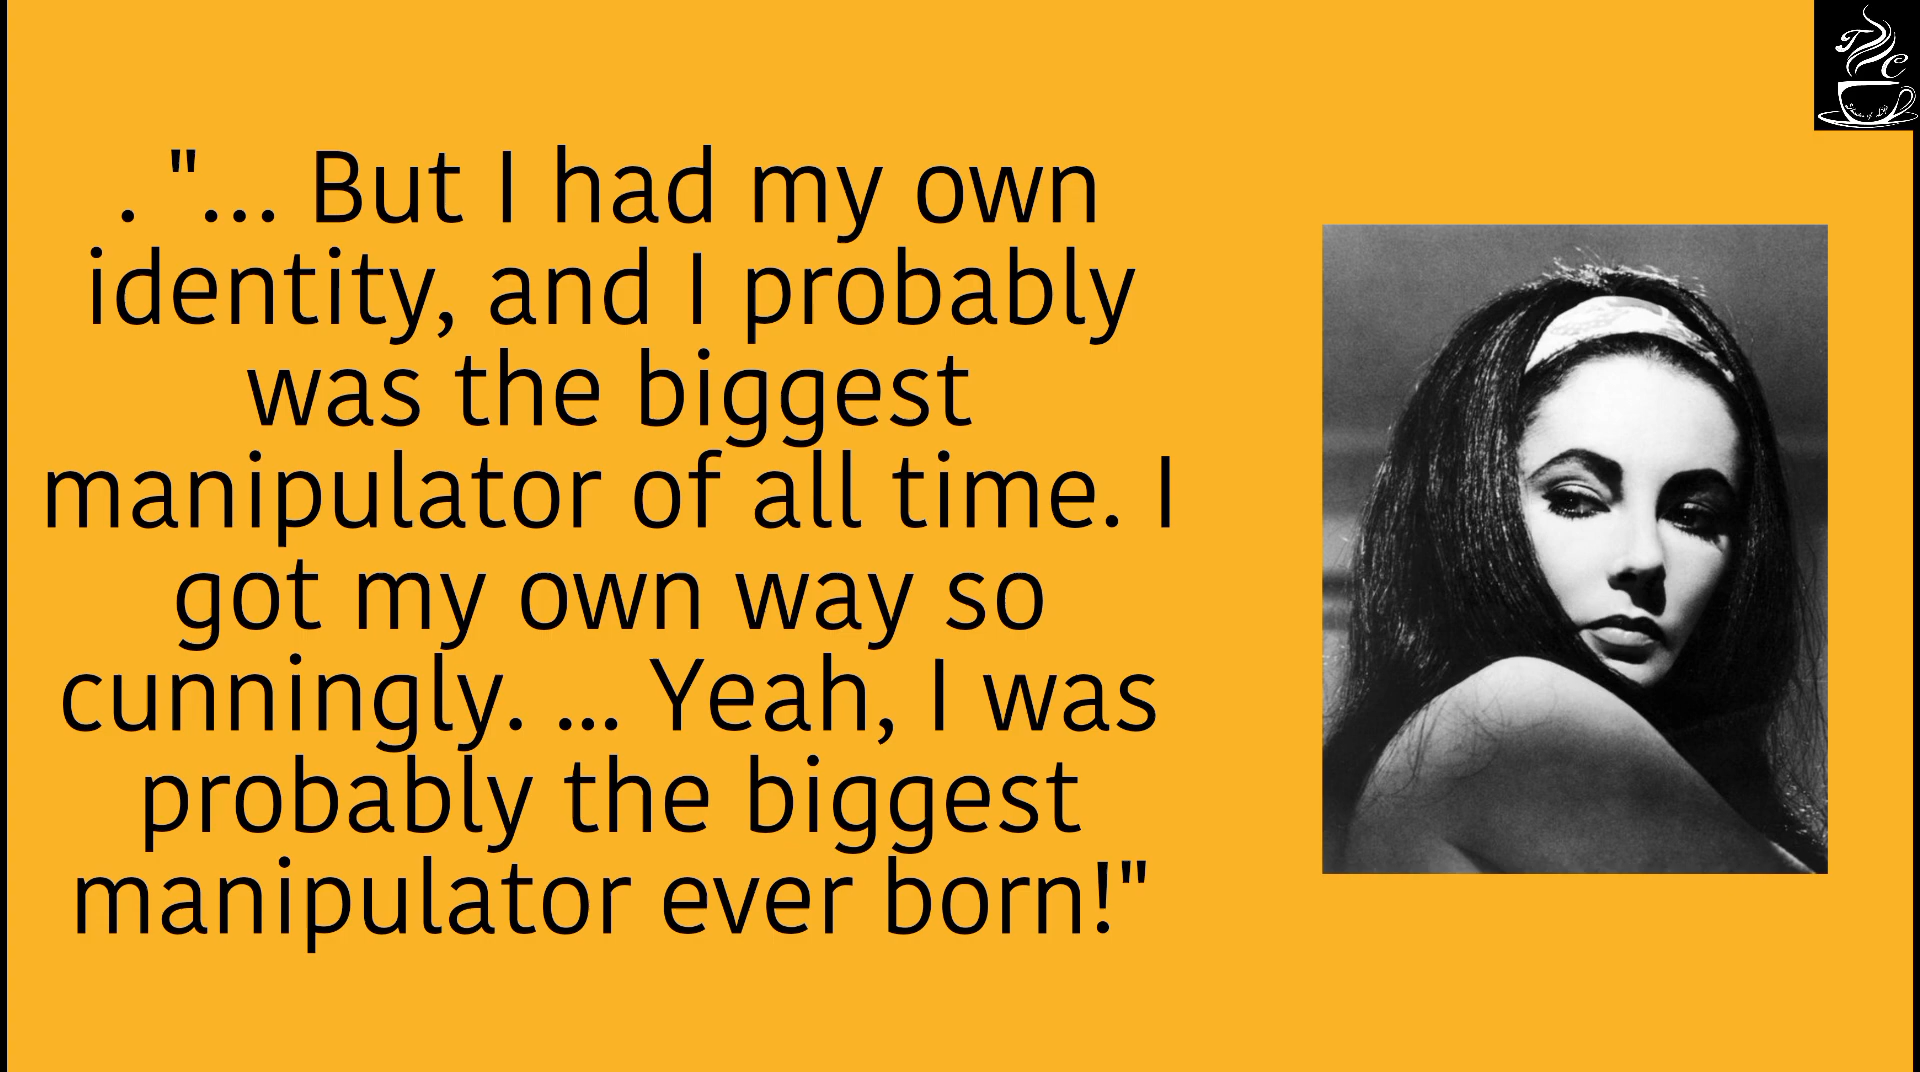 . "... But I had my own
identity, and I probably
was the biggest
manipulator of all time. I
got my own way so
cunningly. ... Yeah, I was
probably the biggest
manipulator ever born!"
T
C